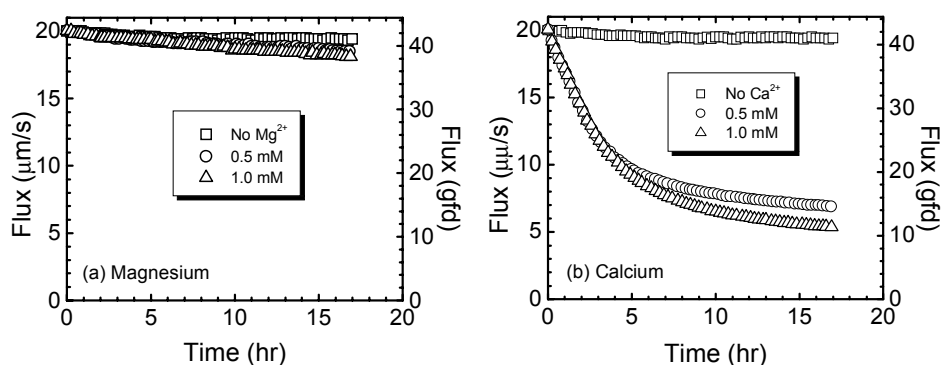 20
15
10
5
0
Flux (μm/s)
No Mg²⁺
0.5 mM
1.0 mM
(a) Magnesium
0 5 10 15 20
Time (hr)
40
30
20
10
0
Flux (gfd)
20
15
10
5
0
Flux (μμ/s)
No Ca²⁺
0.5 mM
1.0 mM
(b) Calcium
0 5 10 15 20
Time (hr)
40
30
20
10
0
Flux (gfd)